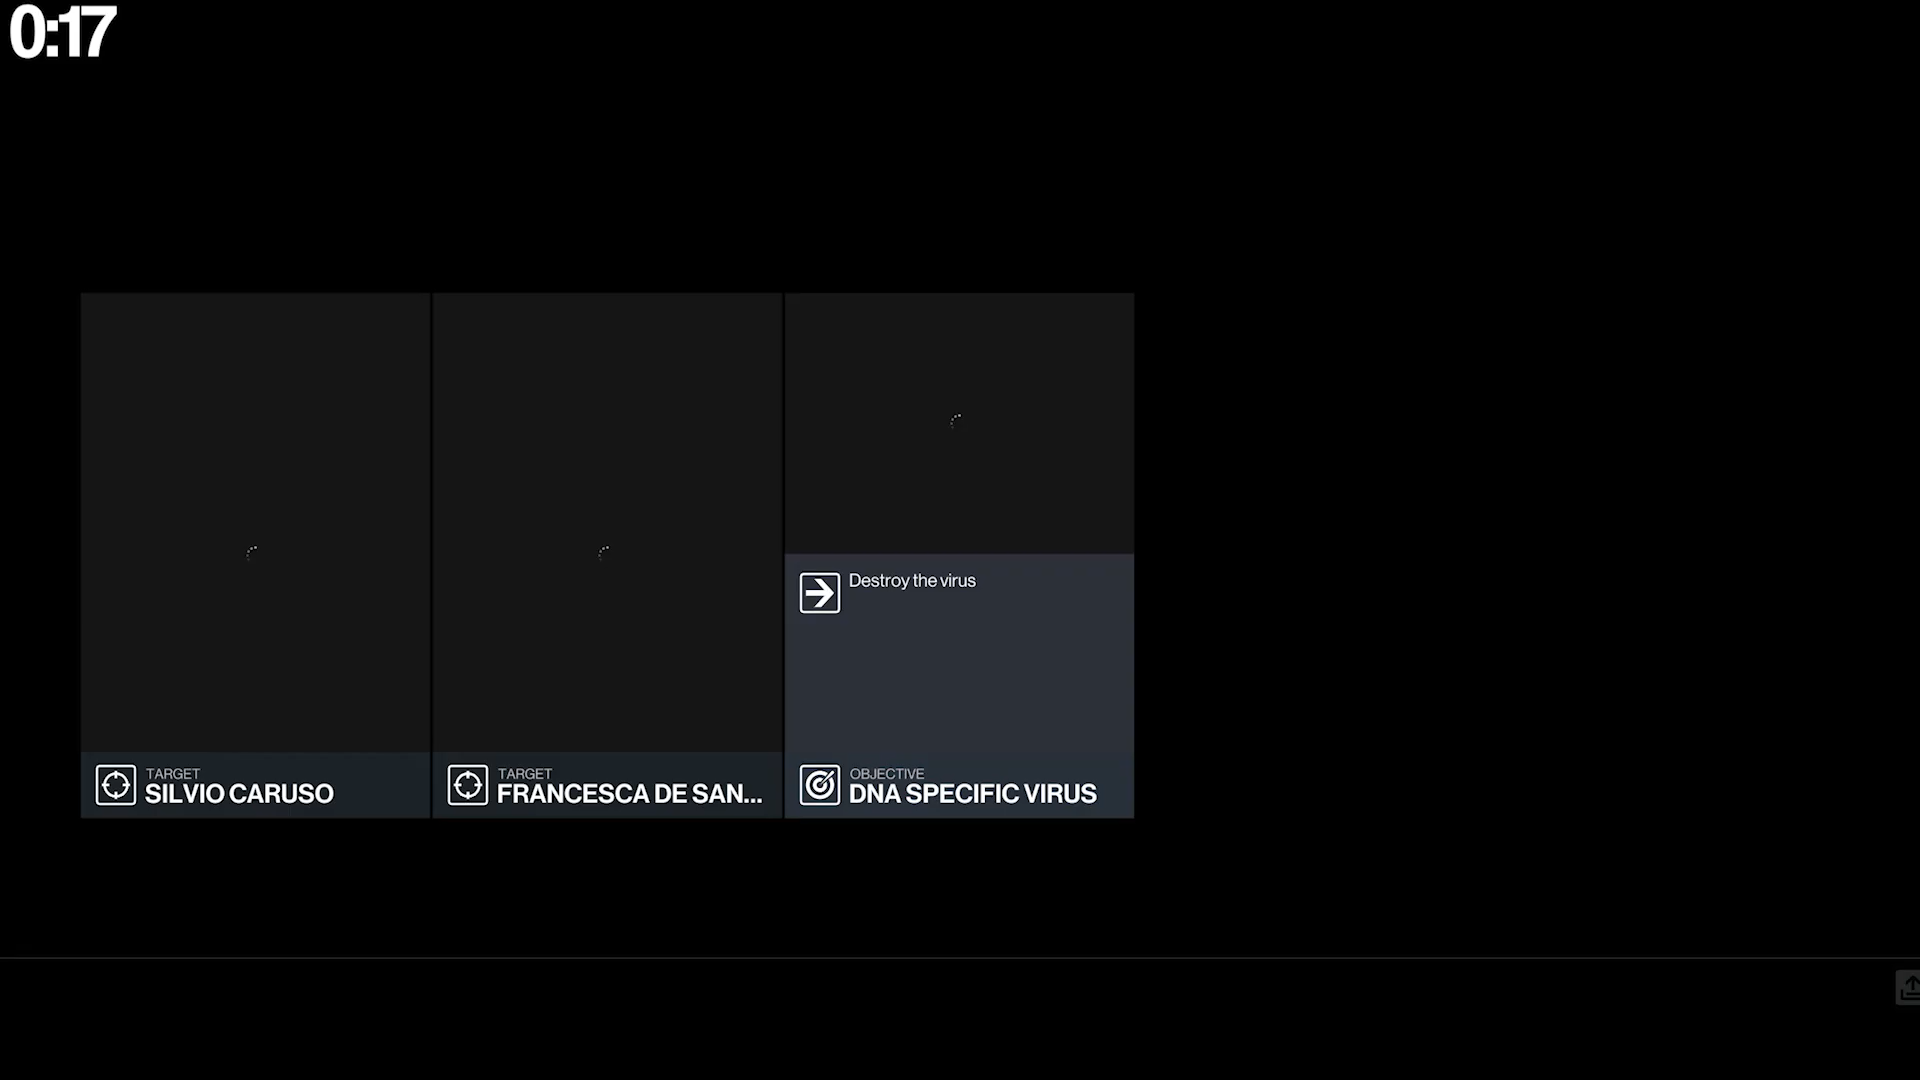 0:17
TARGET
SILVIO CARUSO
TARGET
FRANCESCA DE SAN...
Destroy the virus
OBJECTIVE
DNA SPECIFIC VIRUS